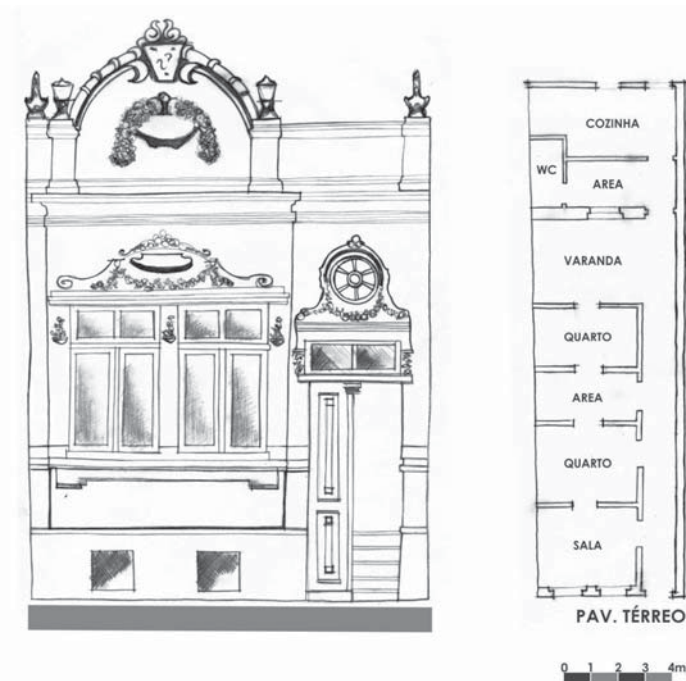 COZINHA
WC
AREA
VARANDA
QUARTO
AREA
QUARTO
SALA
PAV. TÉRREO
0 1 2 3 4m